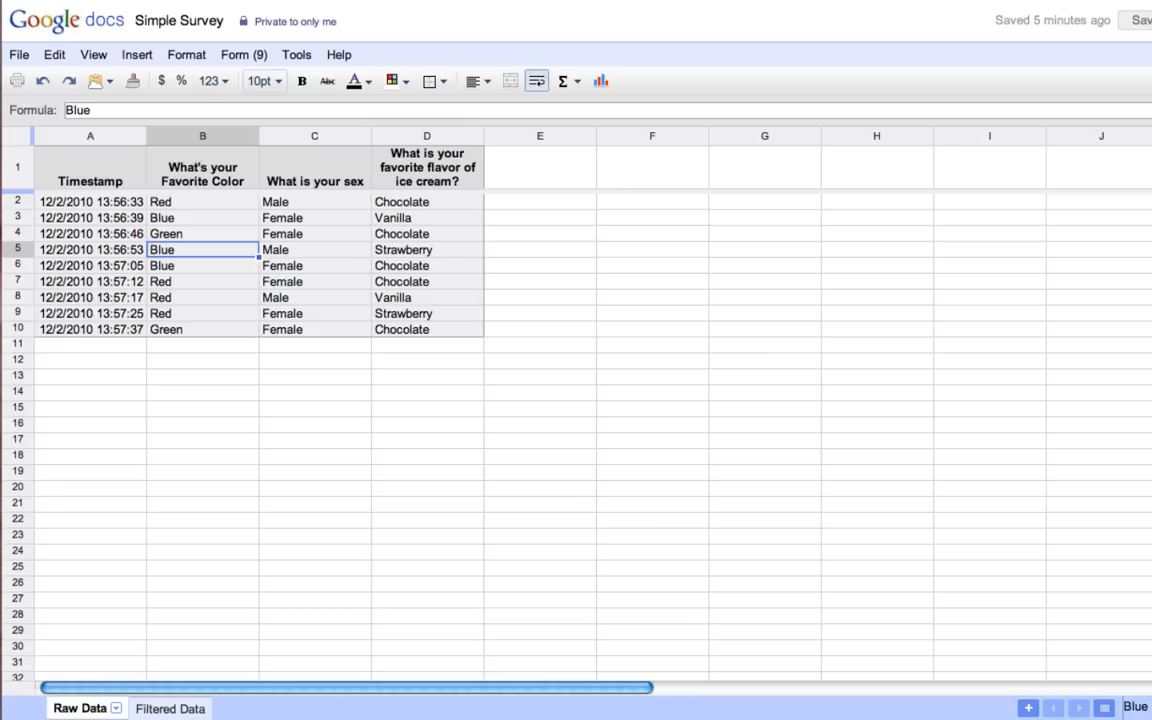 Google docs Simple Survey Private to only me Saved 5 minutes ago Sav
File Edit View Insert Format Form (9) Tools Help
$ % 123 10pt B Abc A Σ
Formula: Blue
A B C D E F G H I J
1 Timestamp What's your Favorite Color What is your sex What is your favorite flavor of ice cream?
2 12/2/2010 13:56:33 Red Male Chocolate
3 12/2/2010 13:56:39 Blue Female Vanilla
4 12/2/2010 13:56:46 Green Female Chocolate
5 12/2/2010 13:56:53 Blue Male Strawberry
6 12/2/2010 13:57:05 Blue Female Chocolate
7 12/2/2010 13:57:12 Red Female Chocolate
8 12/2/2010 13:57:17 Red Male Vanilla
9 12/2/2010 13:57:25 Red Female Strawberry
10 12/2/2010 13:57:37 Green Female Chocolate
11
12
13
14
15
16
17
18
19
20
21
22
23
24
25
26
27
28
29
30
31
32
Raw Data Filtered Data Blue